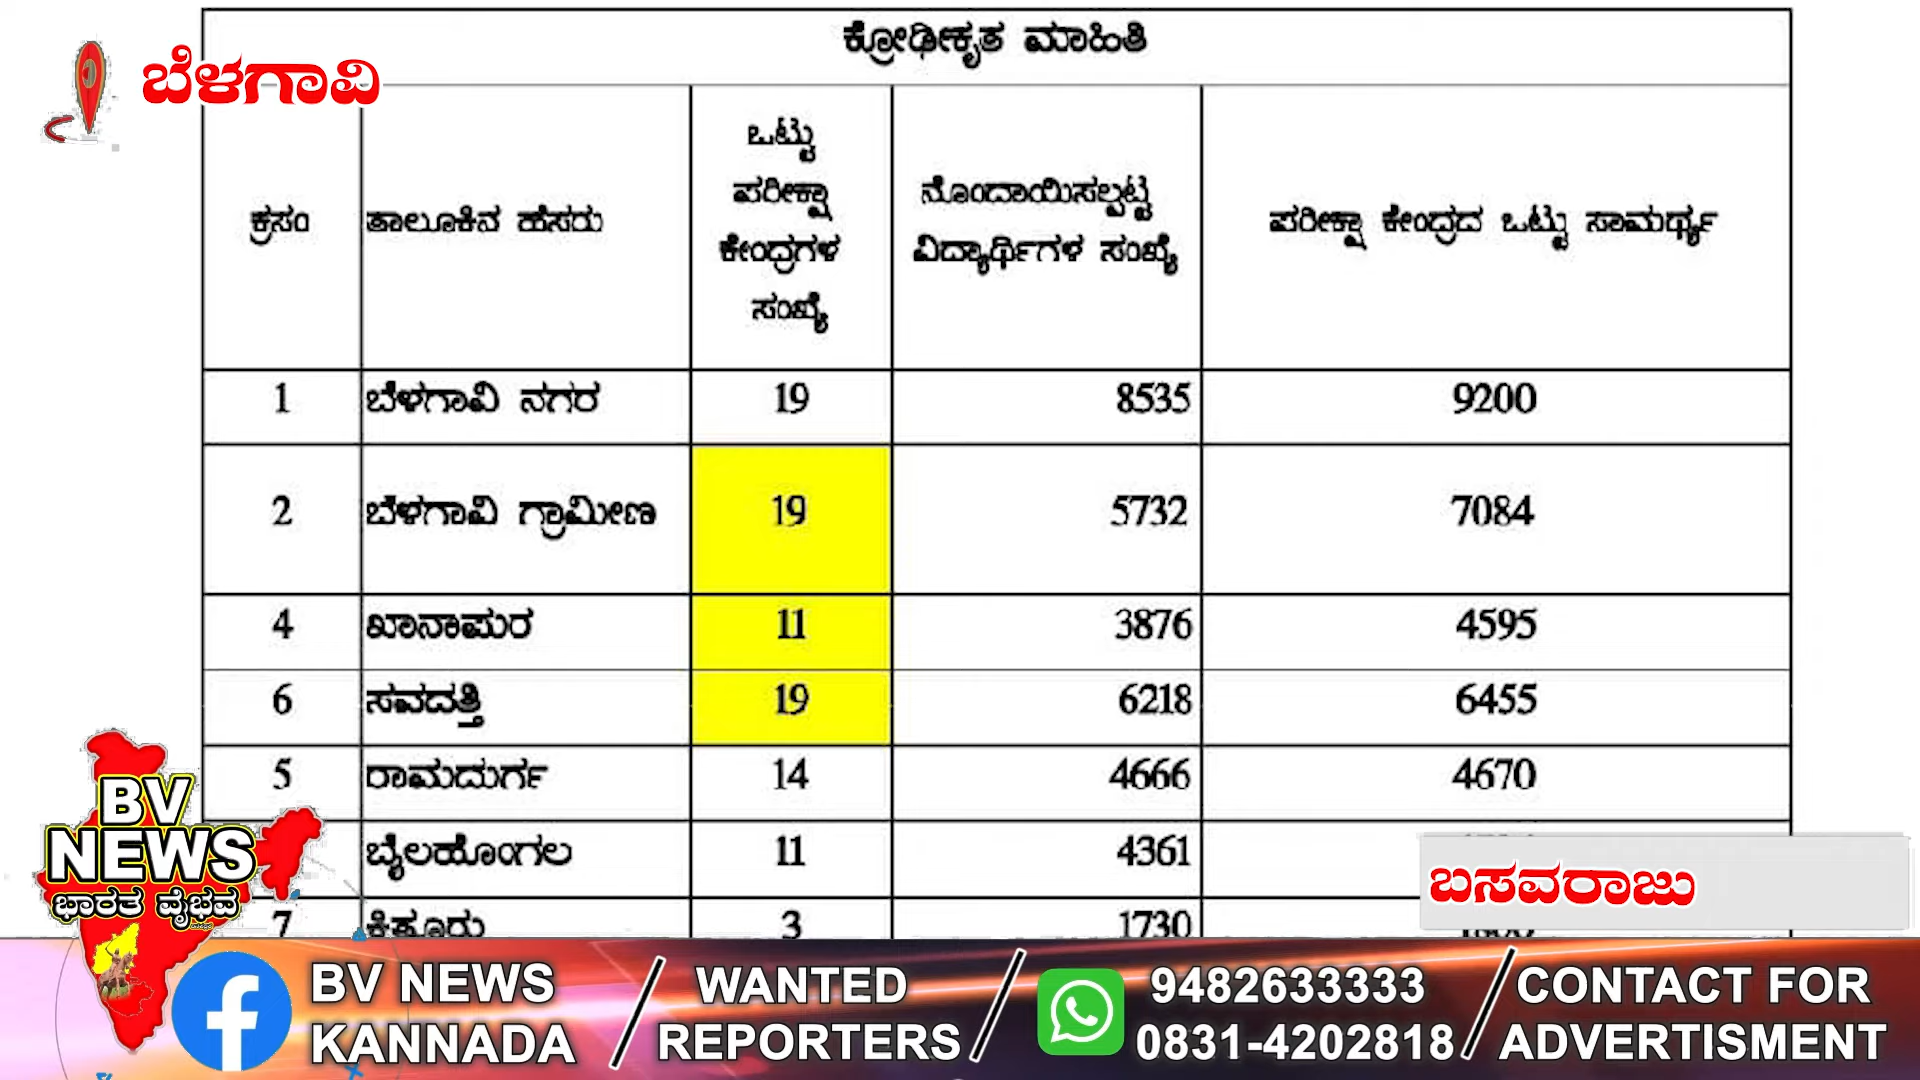 ಕ್ರೋಢೀಕೃತ ಮಾಹಿತಿ
ಬೆಳಗಾವಿ
ಕ್ರಸಂ ತಾಲೂಕಿನ ಹೆಸರು ಒಟ್ಟು ಪರೀಕ್ಷಾ ಕೇಂದ್ರಗಳ ಸಂಖ್ಯೆ ನೊಂದಾಯಿಸಲ್ಪಟ್ಟ ವಿದ್ಯಾರ್ಥಿಗಳ ಸಂಖ್ಯೆ ಪರೀಕ್ಷಾ ಕೇಂದ್ರದ ಒಟ್ಟು ಸಾಮರ್ಥ್ಯ
1 ಬೆಳಗಾವಿ ನಗರ 19 8535 9200
2 ಬೆಳಗಾವಿ ಗ್ರಾಮೀಣ 19 5732 7084
4 ಖಾನಾಪುರ 11 3876 4595
6 ಸವದತ್ತಿ 19 6218 6455
5 ರಾಮದುರ್ಗ 14 4666 4670
ಬೈಲಹೊಂಗಲ 11 4361
7 ಕಿತ್ತೂರು 3 1730
ಬಸವರಾಜು
BV
NEWS
ಭಾರತ ವೈಭವ
BV NEWS
KANNADA
WANTED
REPORTERS
9482633333
0831-4202818
CONTACT FOR
ADVERTISMENT